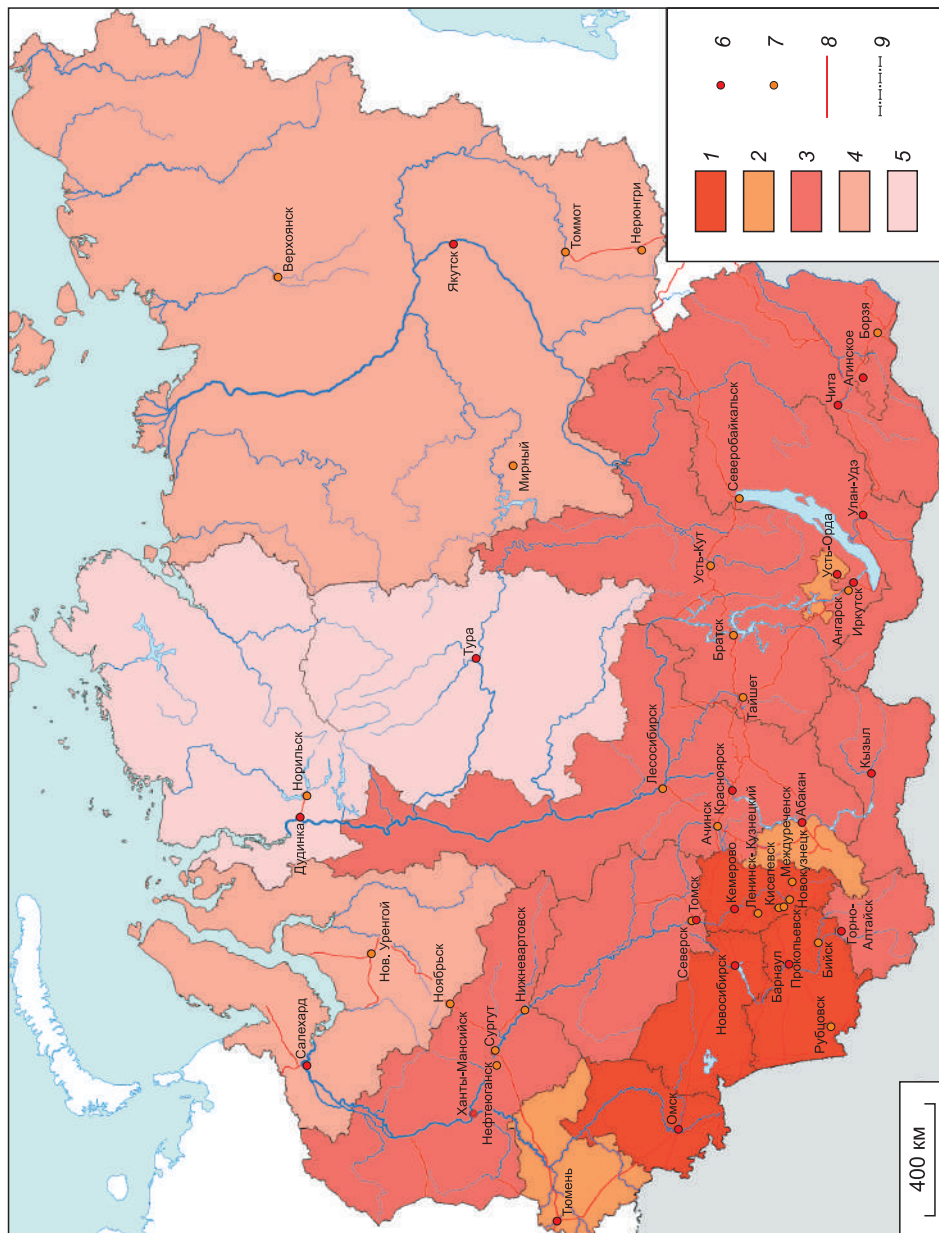 Верхоянск
Якутск
Томмот
Нерюнгри
Мирный
Борзя
Агинское
Чита
Северобайкальск
Улан-Удэ
Усть-Орда
Усть-Кут
Иркутск
Ангарск
Братск
Тура
Тайшет
Норильск
Дудинка
Лесосибирск
Кызыл
Красноярск
Ачинск
Абакан
Междуреченск
Новокузнецк
Ленинск-Кузнецкий
Киселевск
Прокопьевск
Кемерово
Томск
Северск
Горно-
Алтайск
Бийск
Барнаул
Новосибирск
Рубцовск
Нов. Уренгой
Ноябрьск
Нижневартовск
Салехард
Сургут
Нефтеюганск
Ханты-Мансийск
Омск
Тюмень
1
2
3
4
5
6
7
8
9
400 км